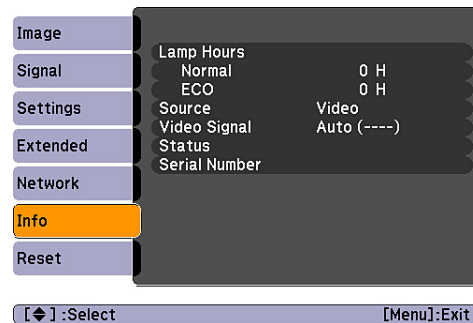 Image
Signal
Settings
Extended
Network
Info
Reset
Lamp Hours
Normal 0 H
ECO 0 H
Source Video
Video Signal Auto (----)
Status
Serial Number
[◆] :Select [Menu]:Exit